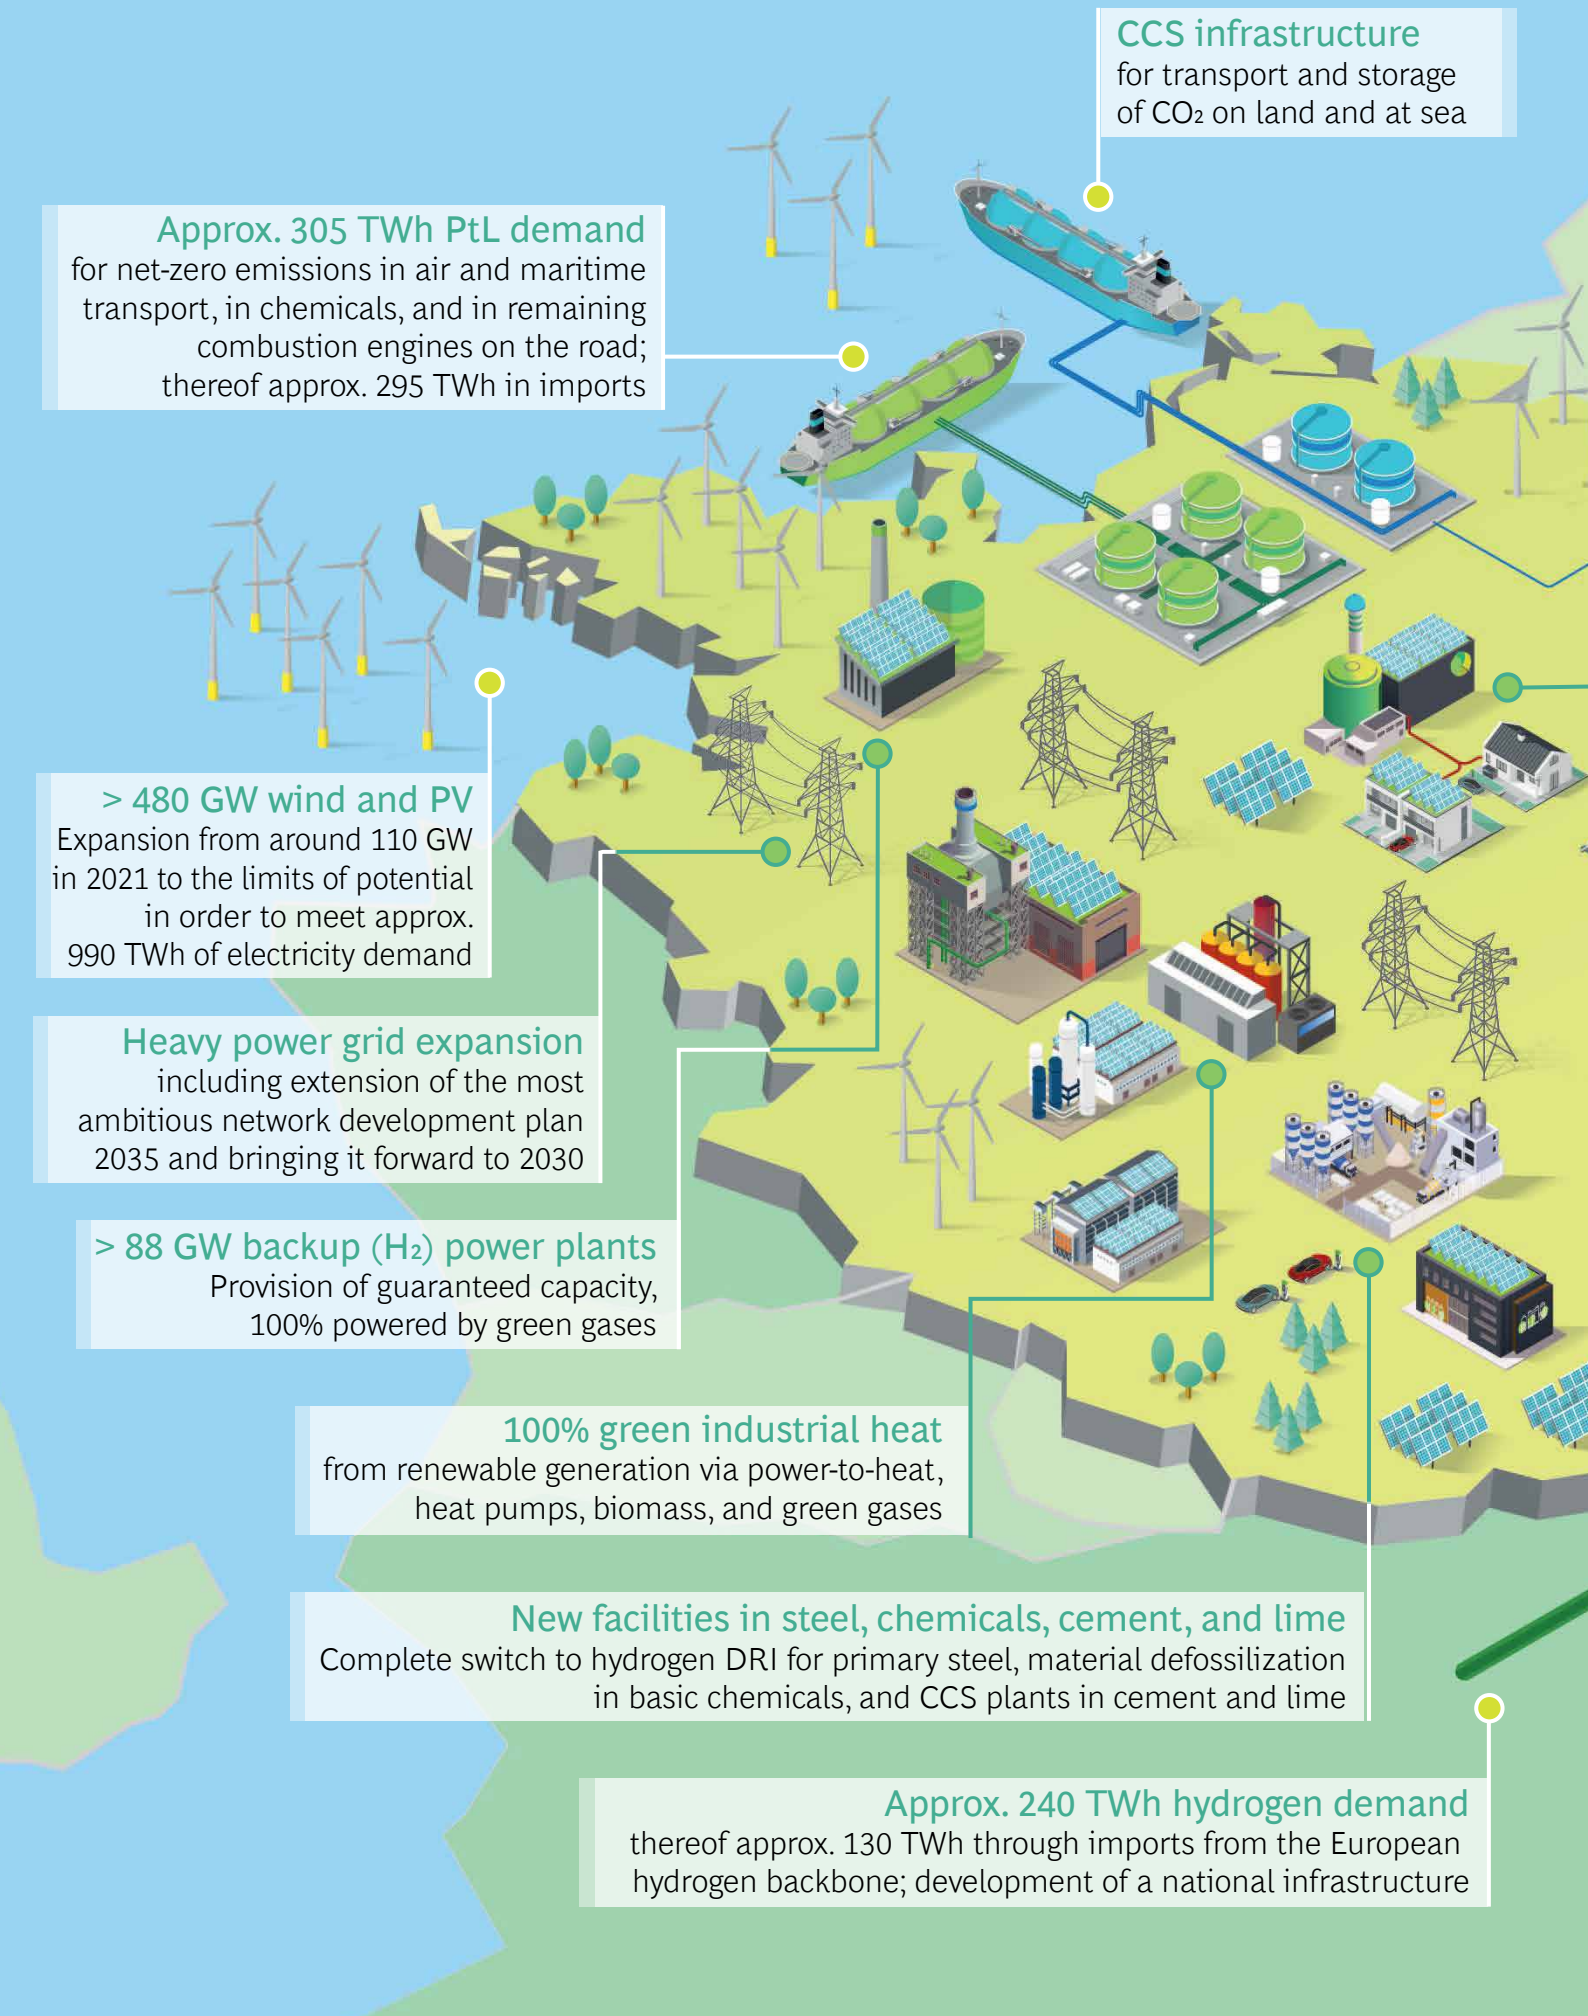 CCS infrastructure
for transport and storage
of CO₂ on land and at sea
Approx. 305 TWh PtL demand
for net-zero emissions in air and maritime
transport, in chemicals, and in remaining
combustion engines on the road;
thereof approx. 295 TWh in imports
> 480 GW wind and PV
Expansion from around 110 GW
in 2021 to the limits of potential
in order to meet approx.
990 TWh of electricity demand
Heavy power grid expansion
including extension of the most
ambitious network development plan
2035 and bringing it forward to 2030
> 88 GW backup (H₂) power plants
Provision of guaranteed capacity,
100% powered by green gases
100% green industrial heat
from renewable generation via power-to-heat,
heat pumps, biomass, and green gases
New facilities in steel, chemicals, cement, and lime
Complete switch to hydrogen DRI for primary steel, material defossilization
in basic chemicals, and CCS plants in cement and lime
Approx. 240 TWh hydrogen demand
thereof approx. 130 TWh through imports from the European
hydrogen backbone; development of a national infrastructure